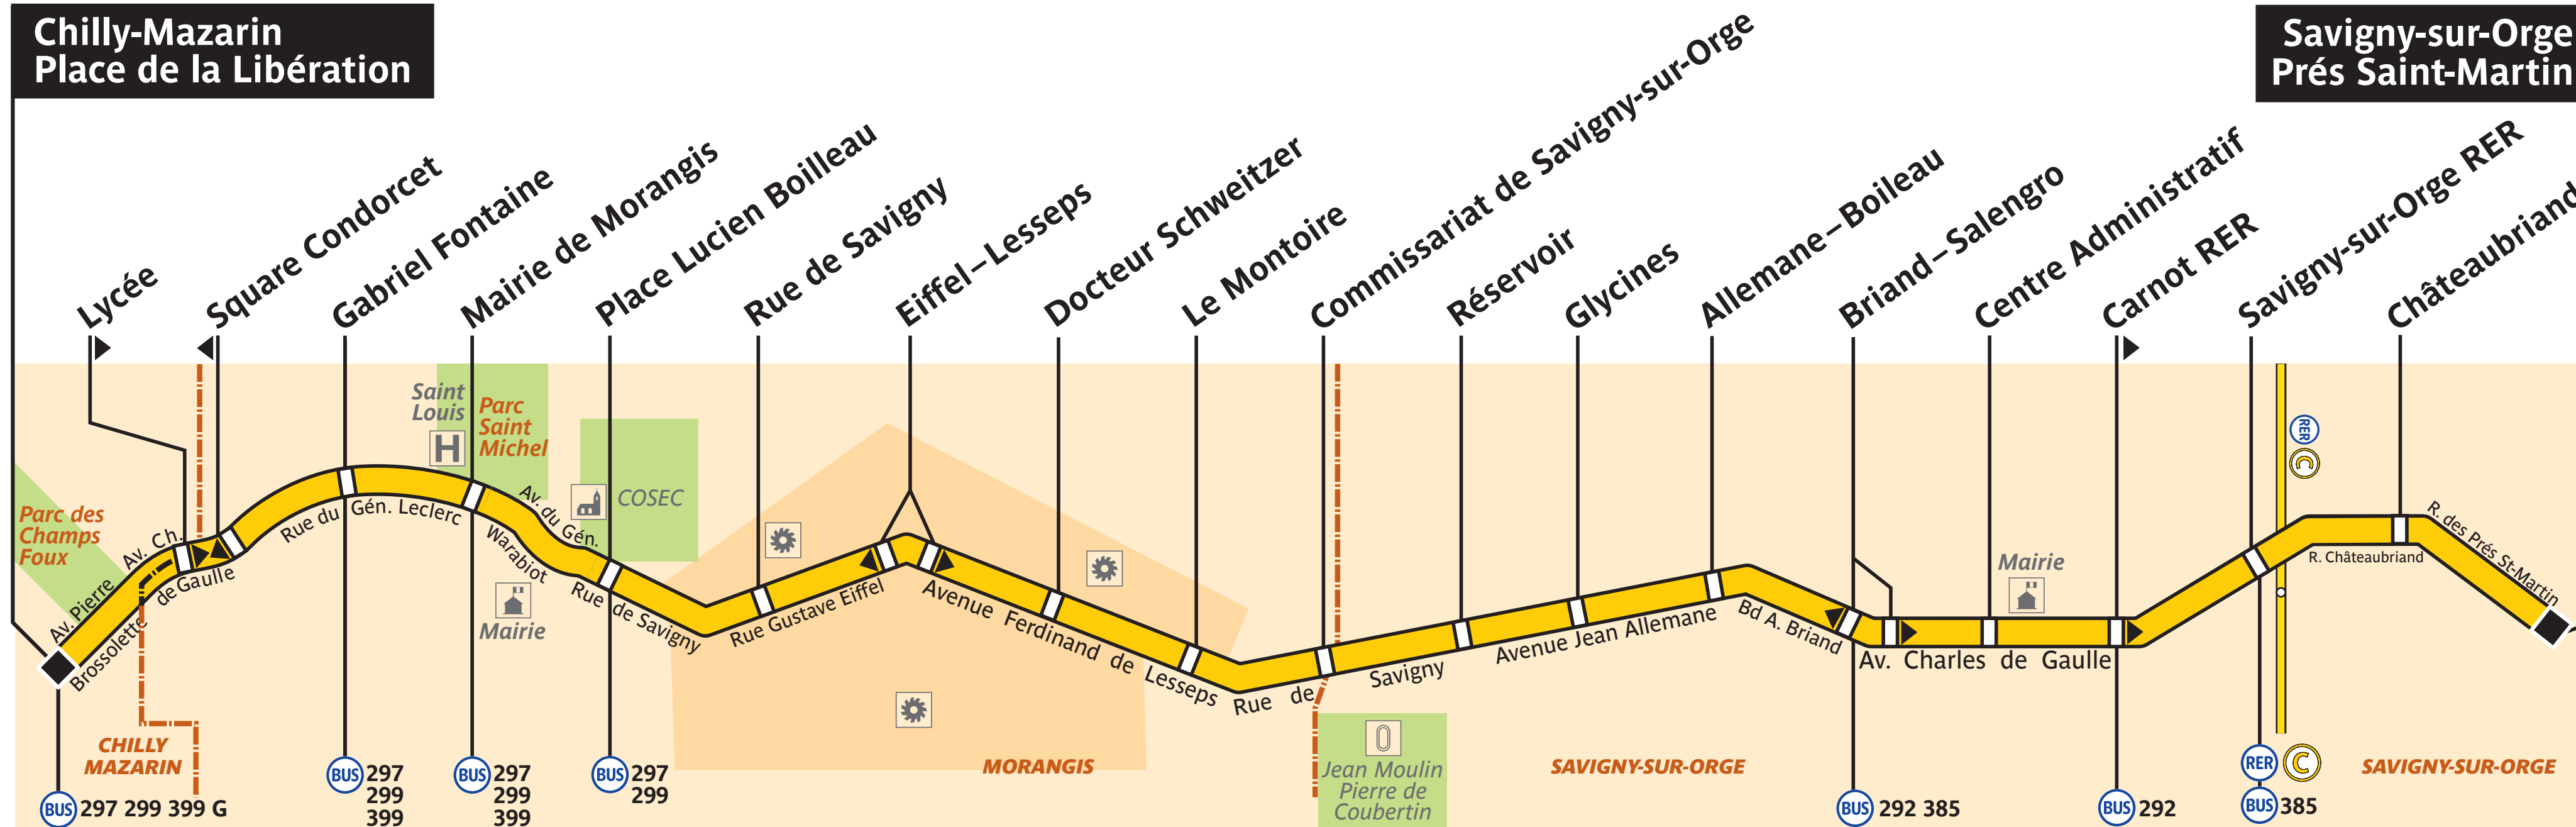 Chilly-Mazarin
Place de la Libération
Savigny-sur-Orge
Prés Saint-Martin
Lycée
Square Condorcet
Gabriel Fontaine
Mairie de Morangis
Place Lucien Boilleau
Rue de Savigny
Eiffel–Lesseps
Docteur Schweitzer
Le Montoire
Commissariat de Savigny-sur-Orge
Réservoir
Glycines
Allemane–Boileau
Briand–Salengro
Centre Administratif
Carnot RER
Savigny-sur-Orge RER
Châteaubriand
Parc des
Champs
Foux
Av. Pierre
Brossolette
Av. Ch.
de Gaulle
Rue du Gén. Leclerc
Saint
Louis
H
Parc
Saint
Michel
Av. du Gén.
Warabiot
Mairie
COSEC
Rue de Savigny
Rue Gustave Eiffel
Avenue Ferdinand de Lesseps
Rue de Savigny
Avenue Jean Allemane
Bd A. Briand
Av. Charles de Gaulle
Mairie
RER
C
R. Châteaubriand
R. des Prés St-Martin
CHILLY
MAZARIN
MORANGIS
Jean Moulin
Pierre de
Coubertin
SAVIGNY-SUR-ORGE
SAVIGNY-SUR-ORGE
BUS 297 299 399 G
BUS 297
299
399
BUS 297
299
399
BUS 297
299
BUS 292 385
BUS 292
RER C
BUS 385